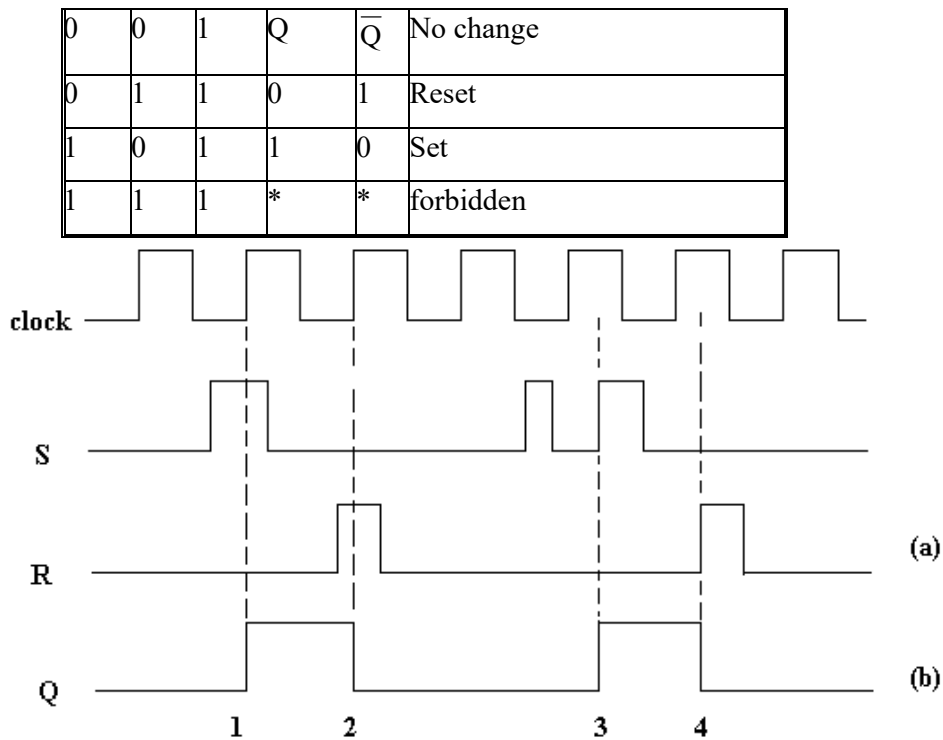 0 0 1 Q Q̅ No change
0 1 1 0 1 Reset
1 0 1 1 0 Set
1 1 1 * * forbidden
clock
S
R
(a)
Q
(b)
1 2 3 4